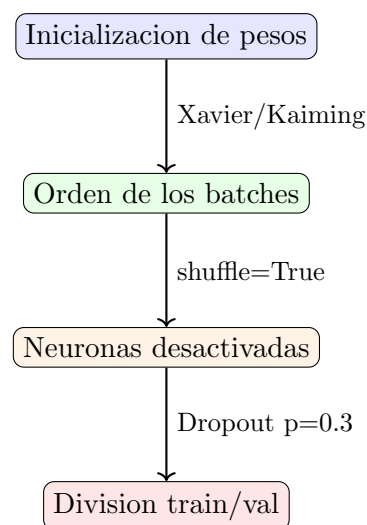 Inicializacion de pesos
Xavier/Kaiming
Orden de los batches
shuffle=True
Neuronas desactivadas
Dropout p=0.3
Division train/val